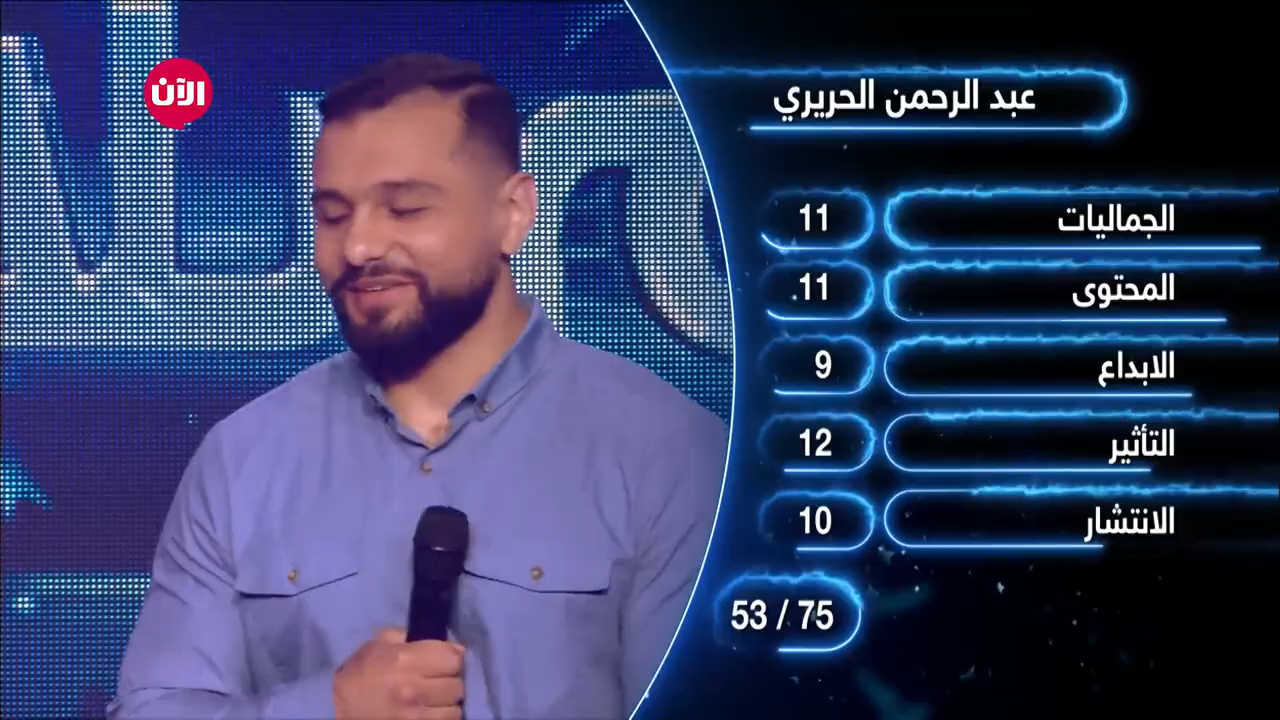 الآن
عبد الرحمن الحريري
الجماليات 11
المحتوى 11
الابداع 9
التأثير 12
الانتشار 10
53 / 75